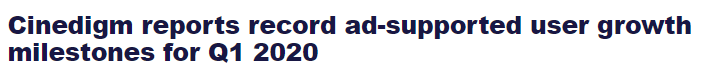 Cinedigm reports record ad-supported user growth
milestones for Q1 2020